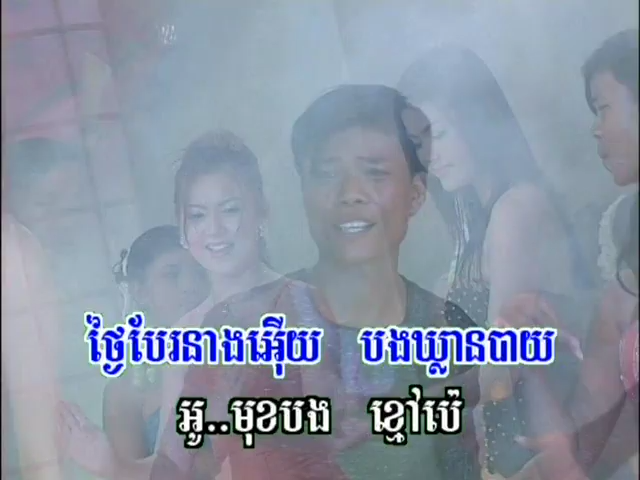 ថ្ងៃបែរនាងអើយ បងឃ្លានបាយ
អូ..មុខបង ខ្មៅប៉េ